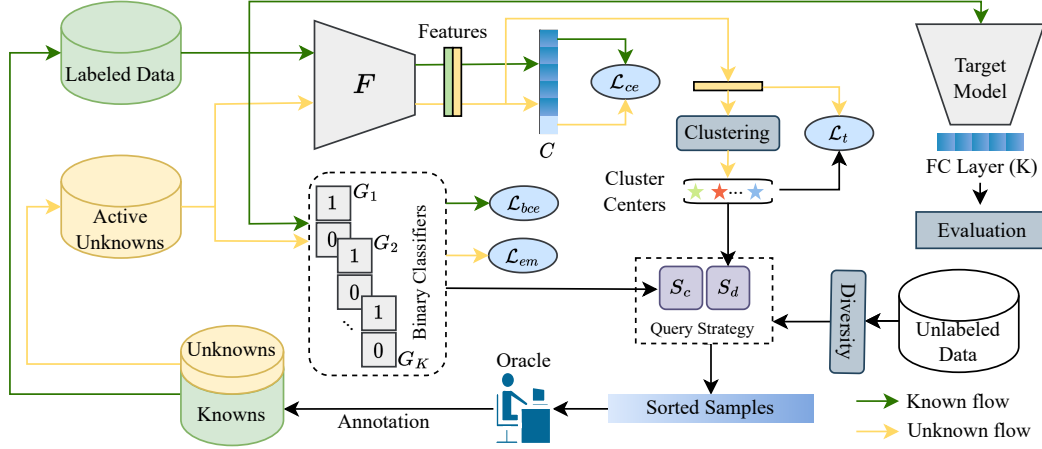 Labeled Data
F
Features
C
ℒce
Clustering
ℒt
Target
Model
FC Layer (K)
Evaluation
Cluster
Centers
...
Active
Unknowns
1
G1
0
1
G2
0
1
...
0
GK
Binary Classifiers
ℒbce
ℒem
Sc
Sd
Query Strategy
Diversity
Unlabeled
Data
Unknowns
Knowns
Annotation
Oracle
Sorted Samples
Known flow
Unknown flow